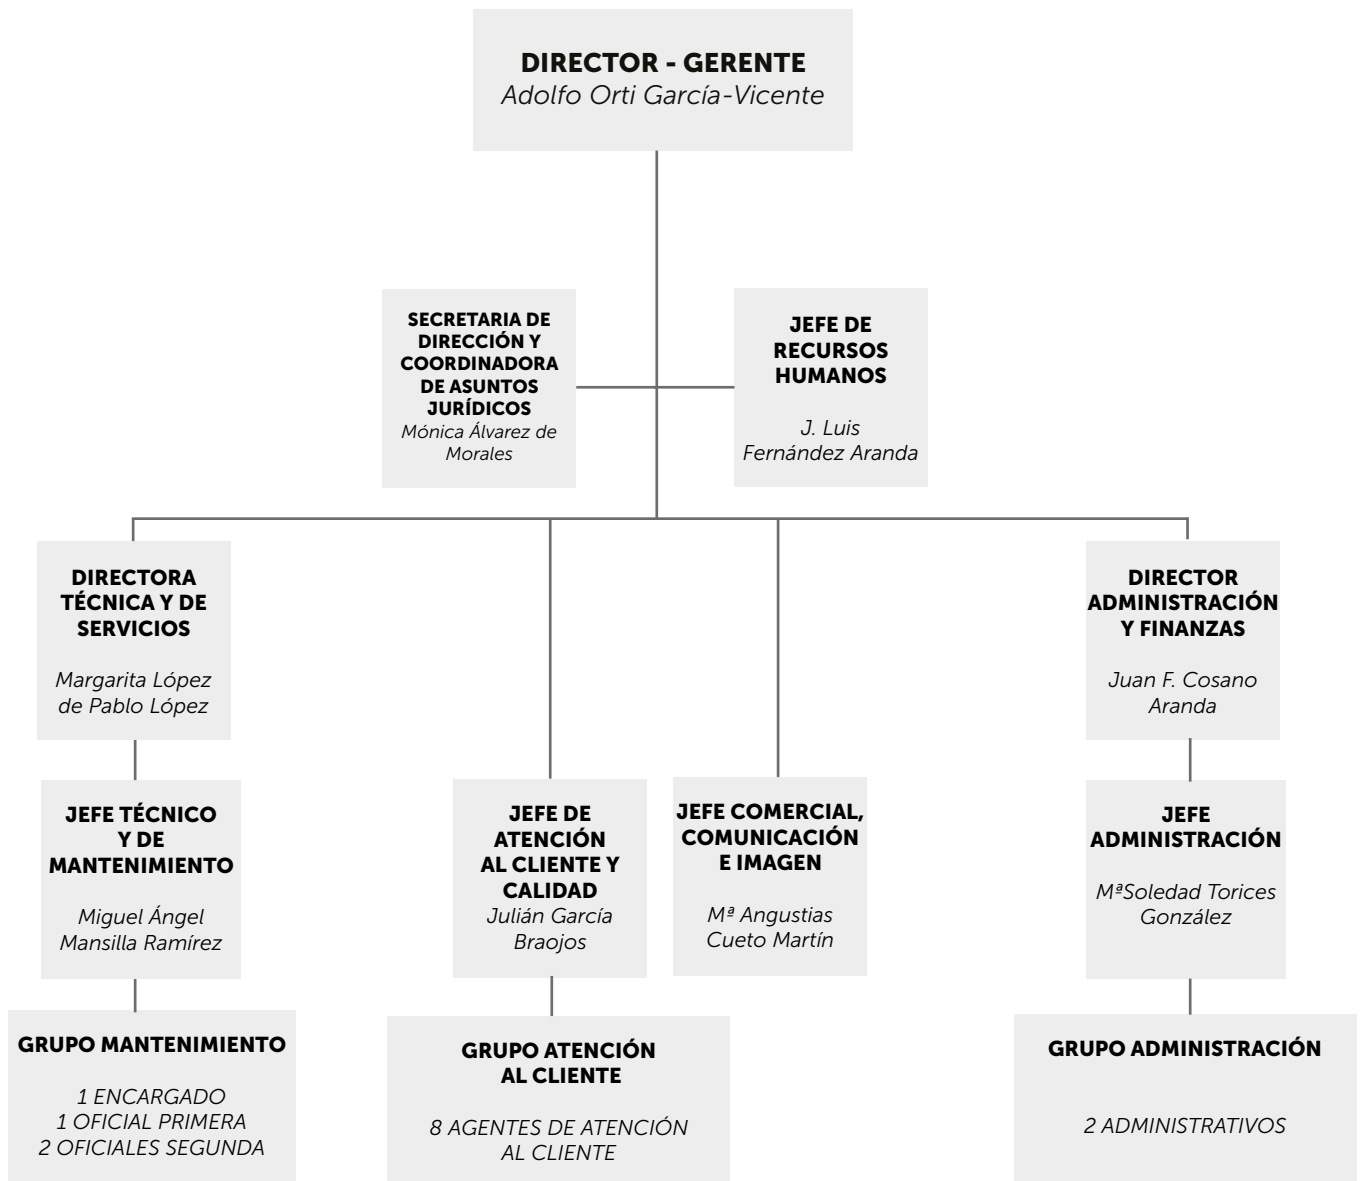 DIRECTOR - GERENTE
Adolfo Orti García-Vicente
SECRETARIA DE
DIRECCIÓN Y
COORDINADORA
DE ASUNTOS
JURÍDICOS
Mónica Álvarez de
Morales
JEFE DE
RECURSOS
HUMANOS
J. Luis
Fernández Aranda
DIRECTORA
TÉCNICA Y DE
SERVICIOS
Margarita López
de Pablo López
DIRECTOR
ADMINISTRACIÓN
Y FINANZAS
Juan F. Cosano
Aranda
JEFE TÉCNICO
Y DE
MANTENIMIENTO
Miguel Ángel
Mansilla Ramírez
JEFE DE
ATENCIÓN
AL CLIENTE Y
CALIDAD
Julián García
Braojos
JEFE COMERCIAL,
COMUNICACIÓN
E IMAGEN
Mª Angustias
Cueto Martín
JEFE
ADMINISTRACIÓN
MªSoledad Torices
González
GRUPO MANTENIMIENTO
1 ENCARGADO
1 OFICIAL PRIMERA
2 OFICIALES SEGUNDA
GRUPO ATENCIÓN
AL CLIENTE
8 AGENTES DE ATENCIÓN
AL CLIENTE
GRUPO ADMINISTRACIÓN
2 ADMINISTRATIVOS